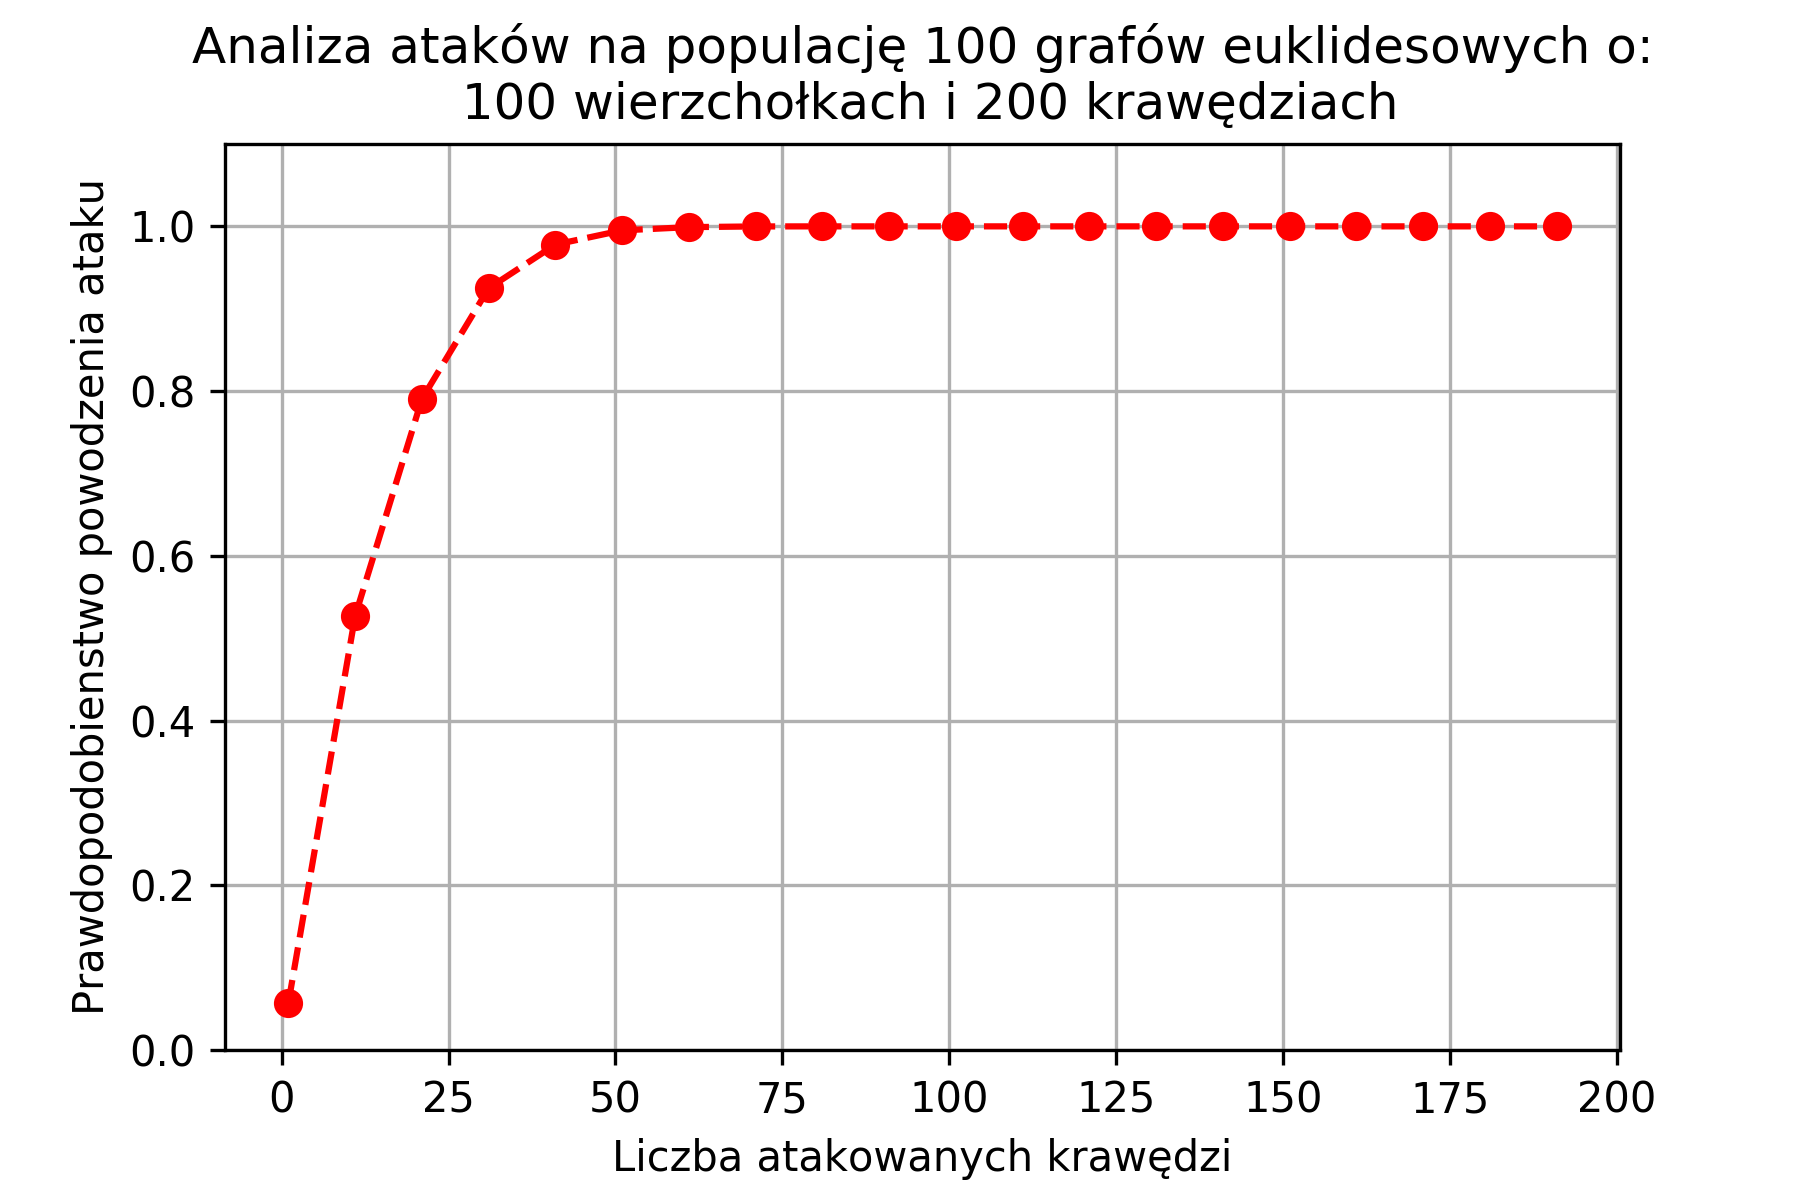 Analiza ataków na populację 100 grafów euklidesowych o:
100 wierzchołkach i 200 krawędziach
Prawdopodobienstwo powodzenia ataku
1.0
0.8
0.6
0.4
0.2
0.0
0 25 50 75 100 125 150 175 200
Liczba atakowanych krawędzi